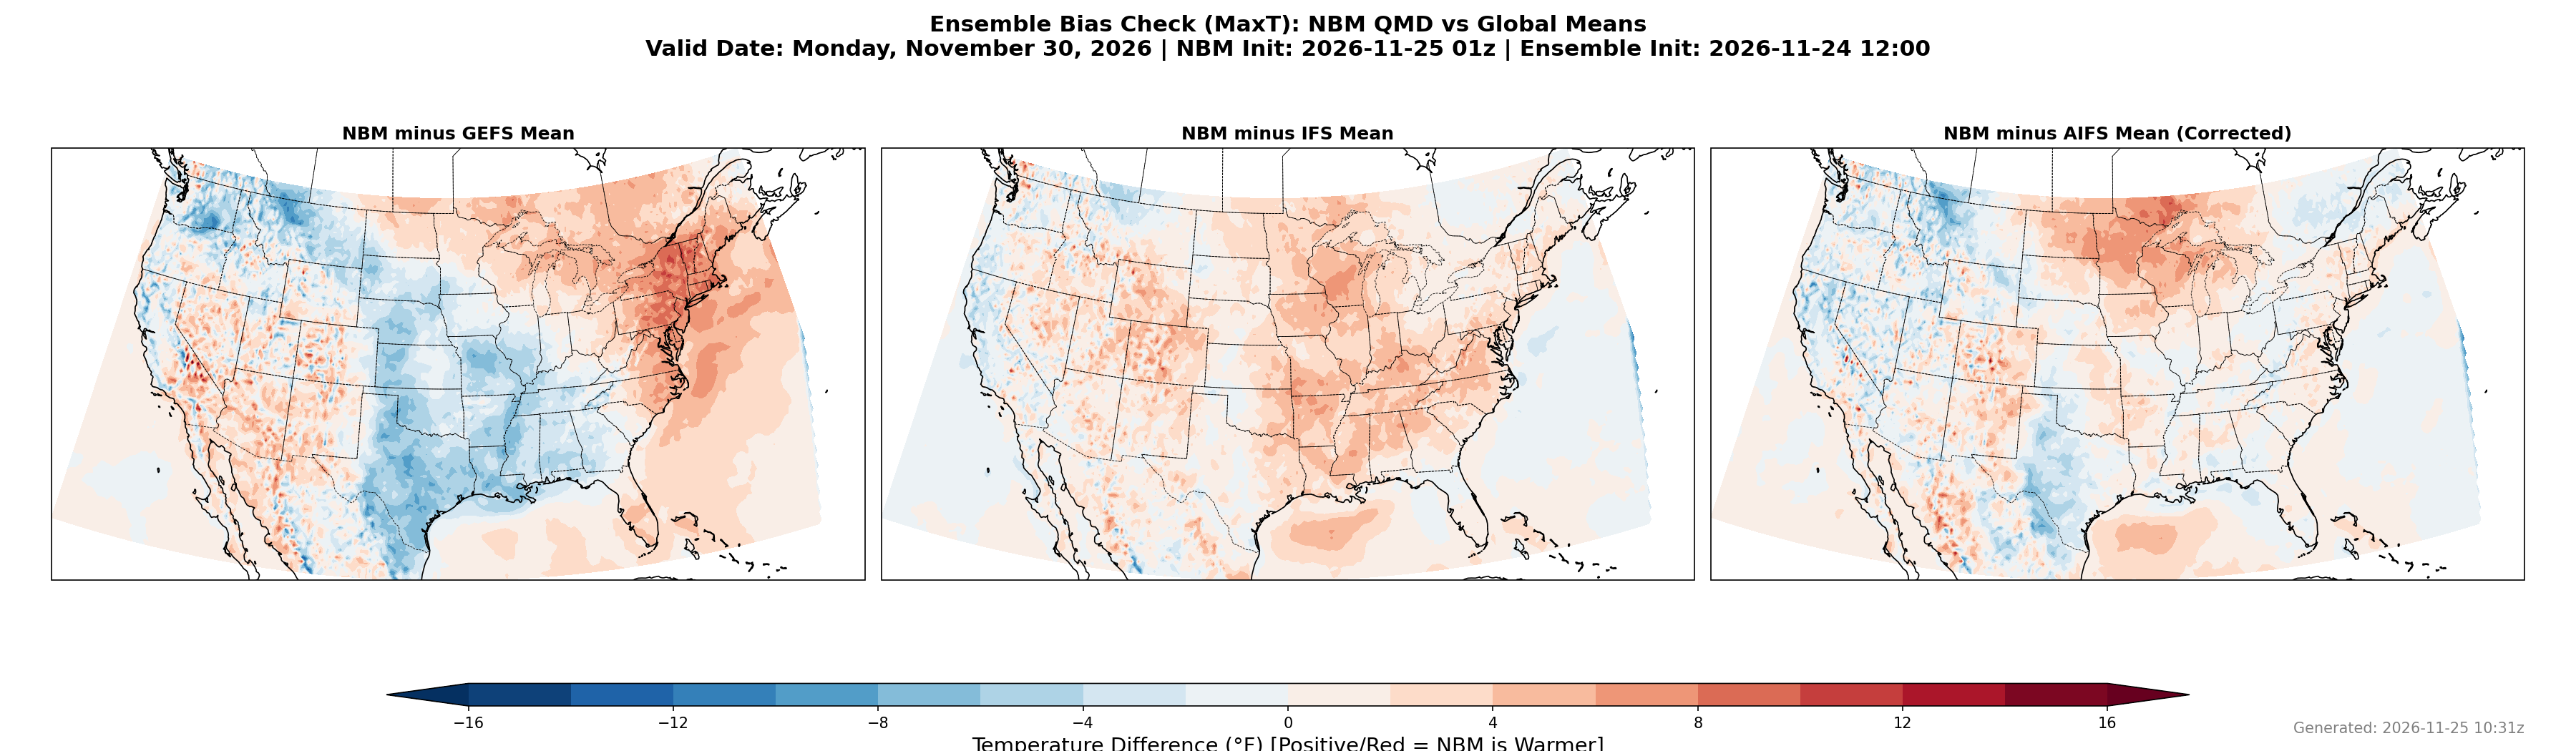 Ensemble Bias Check (MaxT): NBM QMD vs Global Means
Valid Date: Monday, November 30, 2026 | NBM Init: 2026-11-25 01z | Ensemble Init: 2026-11-24 12:00
NBM minus GEFS Mean
NBM minus IFS Mean
NBM minus AIFS Mean (Corrected)
−16 −12 −8 −4 0 4 8 12 16
Generated: 2026-11-25 10:31z
Temperature Difference (°F) [Positive/Red = NBM is Warmer]